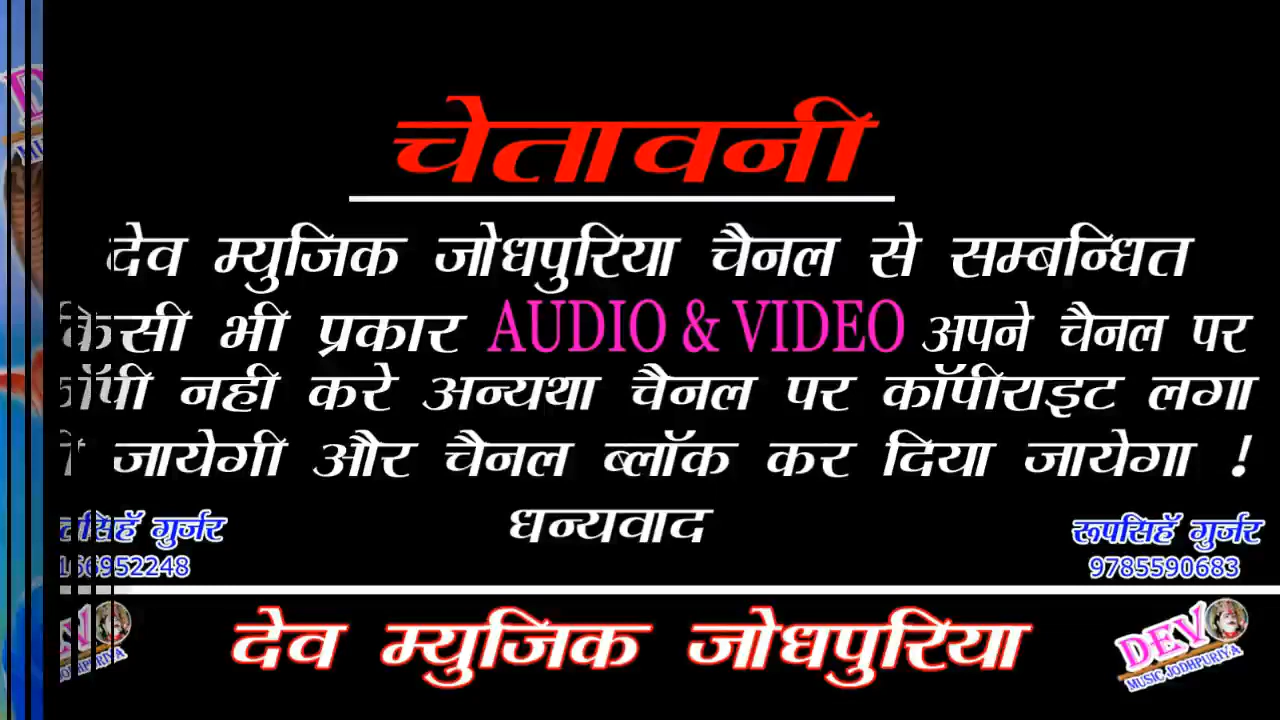 चेतावनी
देव म्युजिक जोधपुरिया चैनल से सम्बन्धित
किसी भी प्रकार AUDIO & VIDEO अपने चैनल पर
कॉपी नही करे अन्यथा चैनल पर कॉपीराइट लगा
जायेगी और चैनल ब्लॉक कर दिया जायेगा !
धन्यवाद
गुर्जर
रूपसिहॅ गुर्जर
9785590683
देव म्युजिक जोधपुरिया
DEV
MUSIC JODHPURIYA